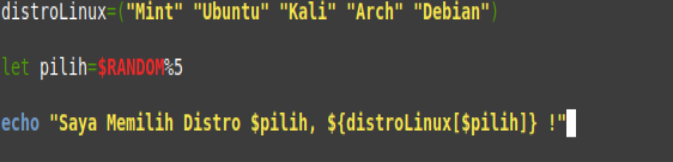 distroLinux=("Mint" "Ubuntu" "Kali" "Arch" "Debian")
let pilih=$RANDOM%5
echo "Saya Memilih Distro $pilih, ${distroLinux[$pilih]} !"